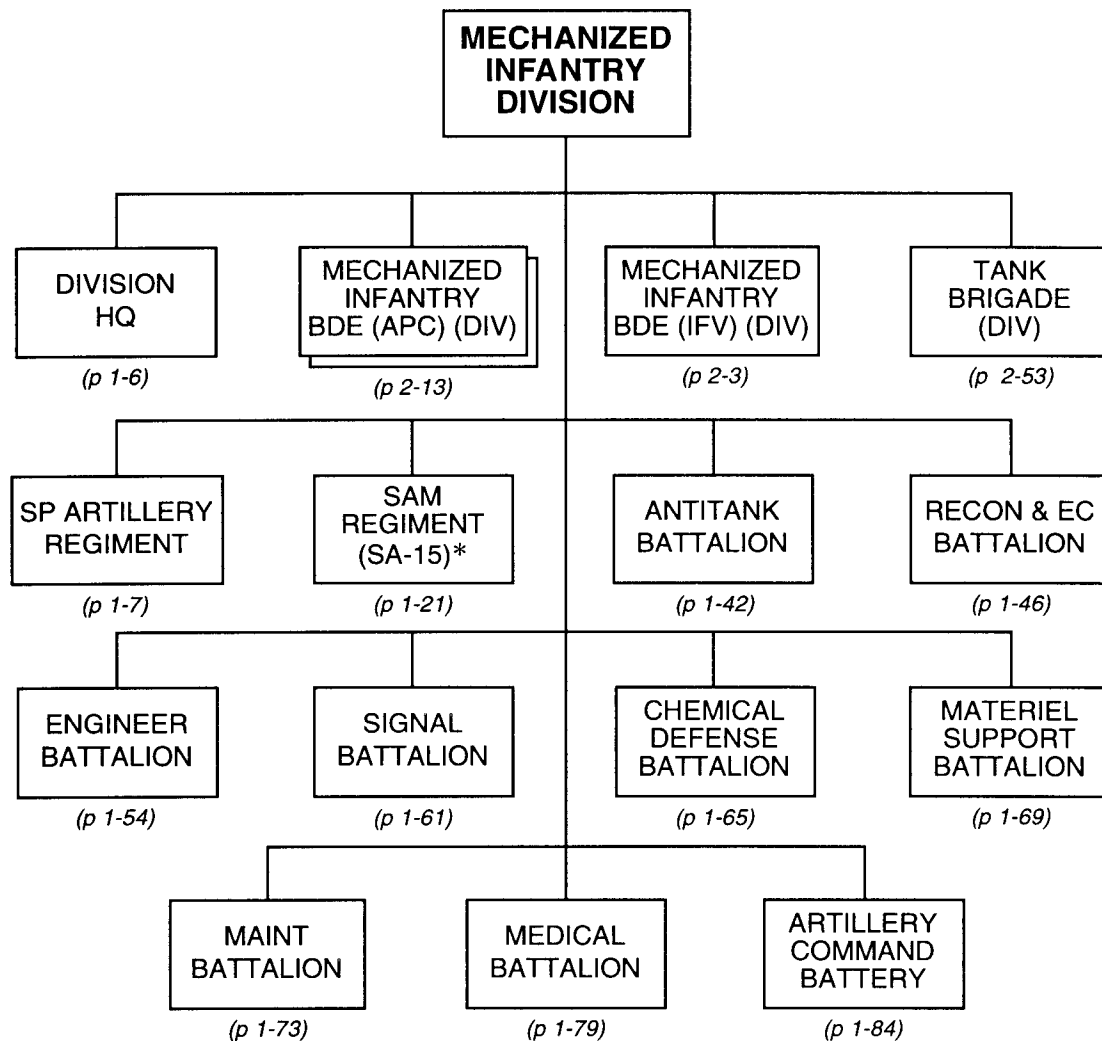 MECHANIZED
INFANTRY
DIVISION
DIVISION
HQ
(p 1-6)
MECHANIZED
INFANTRY
BDE (APC) (DIV)
(p 2-13)
MECHANIZED
INFANTRY
BDE (IFV) (DIV)
(p 2-3)
TANK
BRIGADE
(DIV)
(p 2-53)
SP ARTILLERY
REGIMENT
(p 1-7)
SAM
REGIMENT
(SA-15)*
(p 1-21)
ANTITANK
BATTALION
(p 1-42)
RECON & EC
BATTALION
(p 1-46)
ENGINEER
BATTALION
(p 1-54)
SIGNAL
BATTALION
(p 1-61)
CHEMICAL
DEFENSE
BATTALION
(p 1-65)
MATERIEL
SUPPORT
BATTALION
(p 1-69)
MAINT
BATTALION
(p 1-73)
MEDICAL
BATTALION
(p 1-79)
ARTILLERY
COMMAND
BATTERY
(p 1-84)